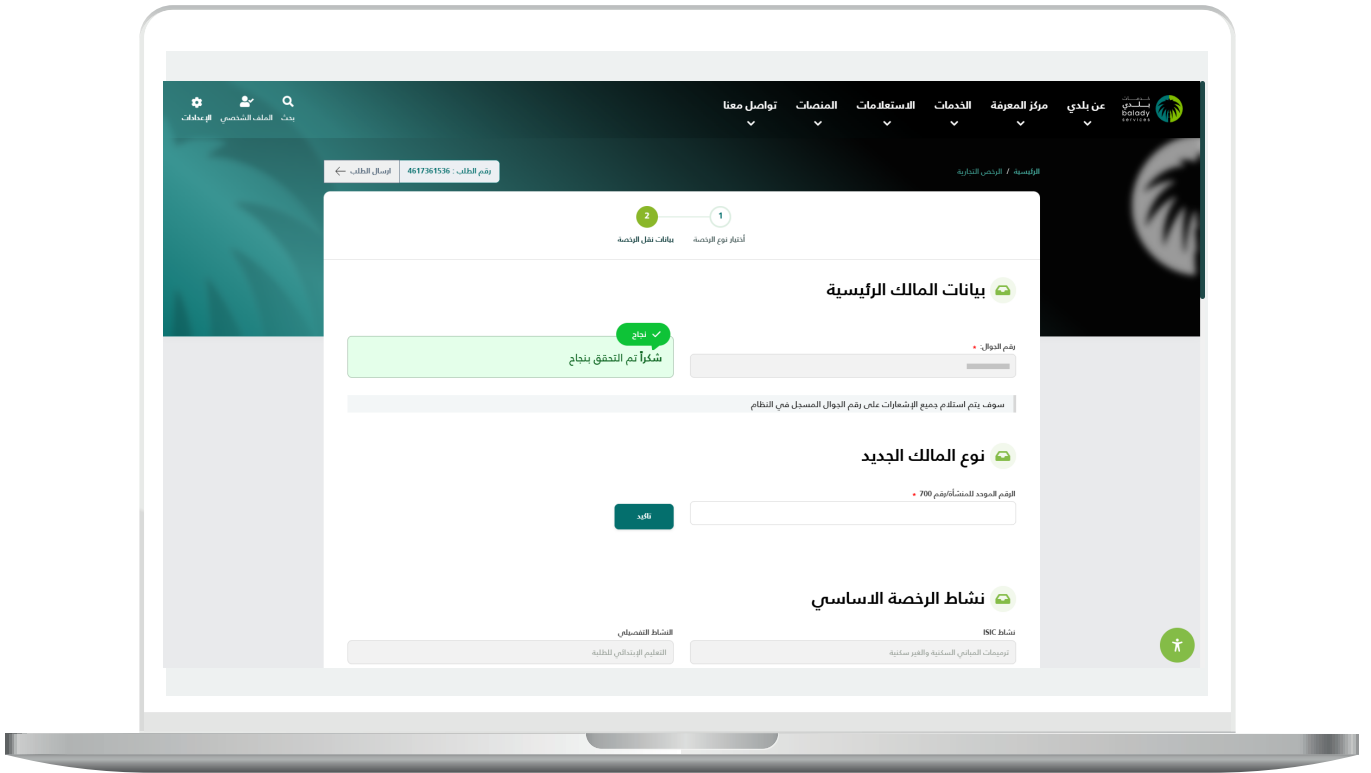 خدمات
بلدي
balady
services
عن بلدي
مركز المعرفة
الخدمات
الاستعلامات
المنصات
تواصل معنا
بحث
الملف الشخصي
الإعدادات
الرئيسية / الرخص التجارية
رقم الطلب : 4617361536
ارسال الطلب
1
أختيار نوع الرخصة
2
بيانات نقل الرخصة
بيانات المالك الرئيسية
رقم الجوال: *
نجاح
شكراً تم التحقق بنجاح
سوف يتم استلام جميع الإشعارات على رقم الجوال المسجل في النظام
نوع المالك الجديد
الرقم الموحد للمنشأة/رقم 700 *
تاكيد
نشاط الرخصة الاساسي
نشاط ISIC
ترميمات المباني السكنية والغير سكنية
النشاط التفصيلي
التعليم الإبتدائي للطلبة